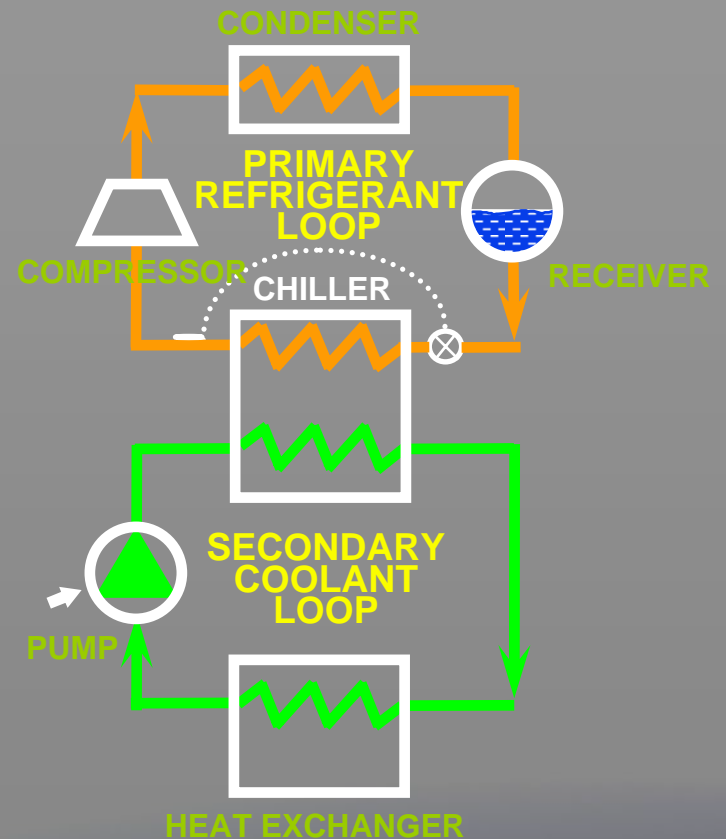 CONDENSER
PRIMARY
REFRIGERANT
LOOP
COMPRESSOR
RECEIVER
CHILLER
SECONDARY
COOLANT
LOOP
PUMP
HEAT EXCHANGER